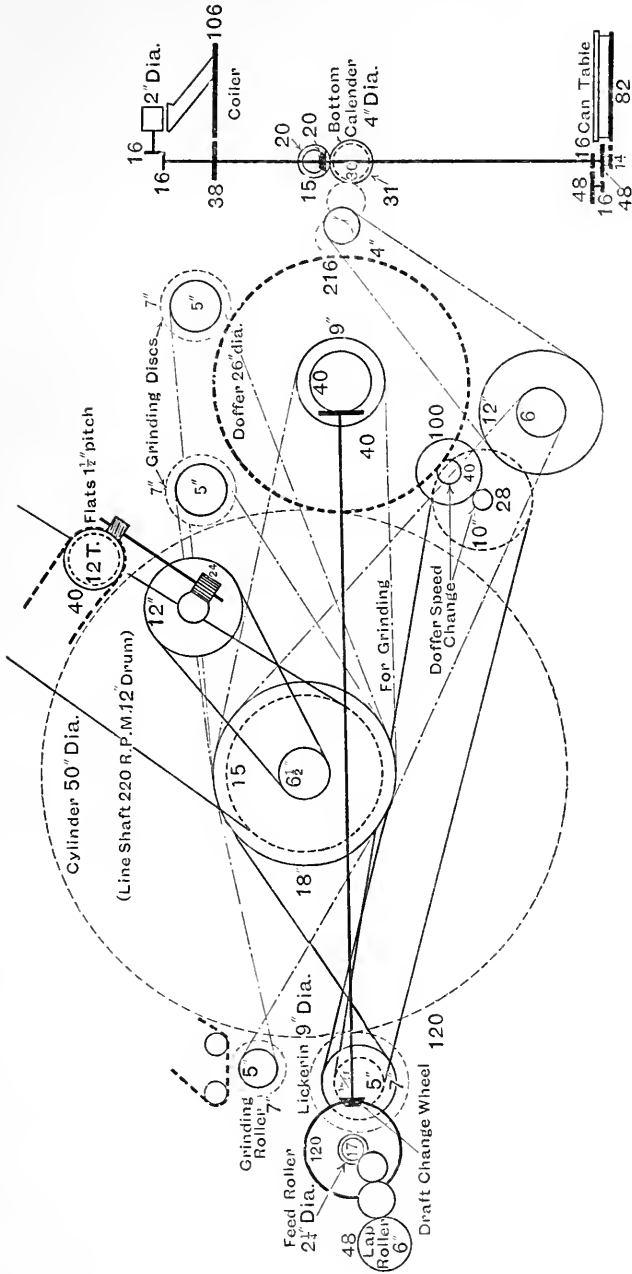 106
2" Dia.
16
16
Coiler
38
20
20
15
Bottom
Calender
4" Dia.
30
31
Can Table
16
48
16
14
48
82
216
4"
7"
Grinding Discs
5"
7"
5"
Doffer 26" dia.
9"
40
40
12"
6
100
40
28
10"
Doffer Speed
Change
For Grinding
Flats 1½" pitch
12T.
40
24
12"
Cylinder 50" Dia.
(Line Shaft 220 R.P.M. 12" Drum)
15
6½"
18"
Grinding
Roller
5"
7"
Lickerin 9" Dia.
5"
7"
120
Feed Roller
2¼" Dia.
120
17
48
Lap
Roller
6"
Draft Change Wheel